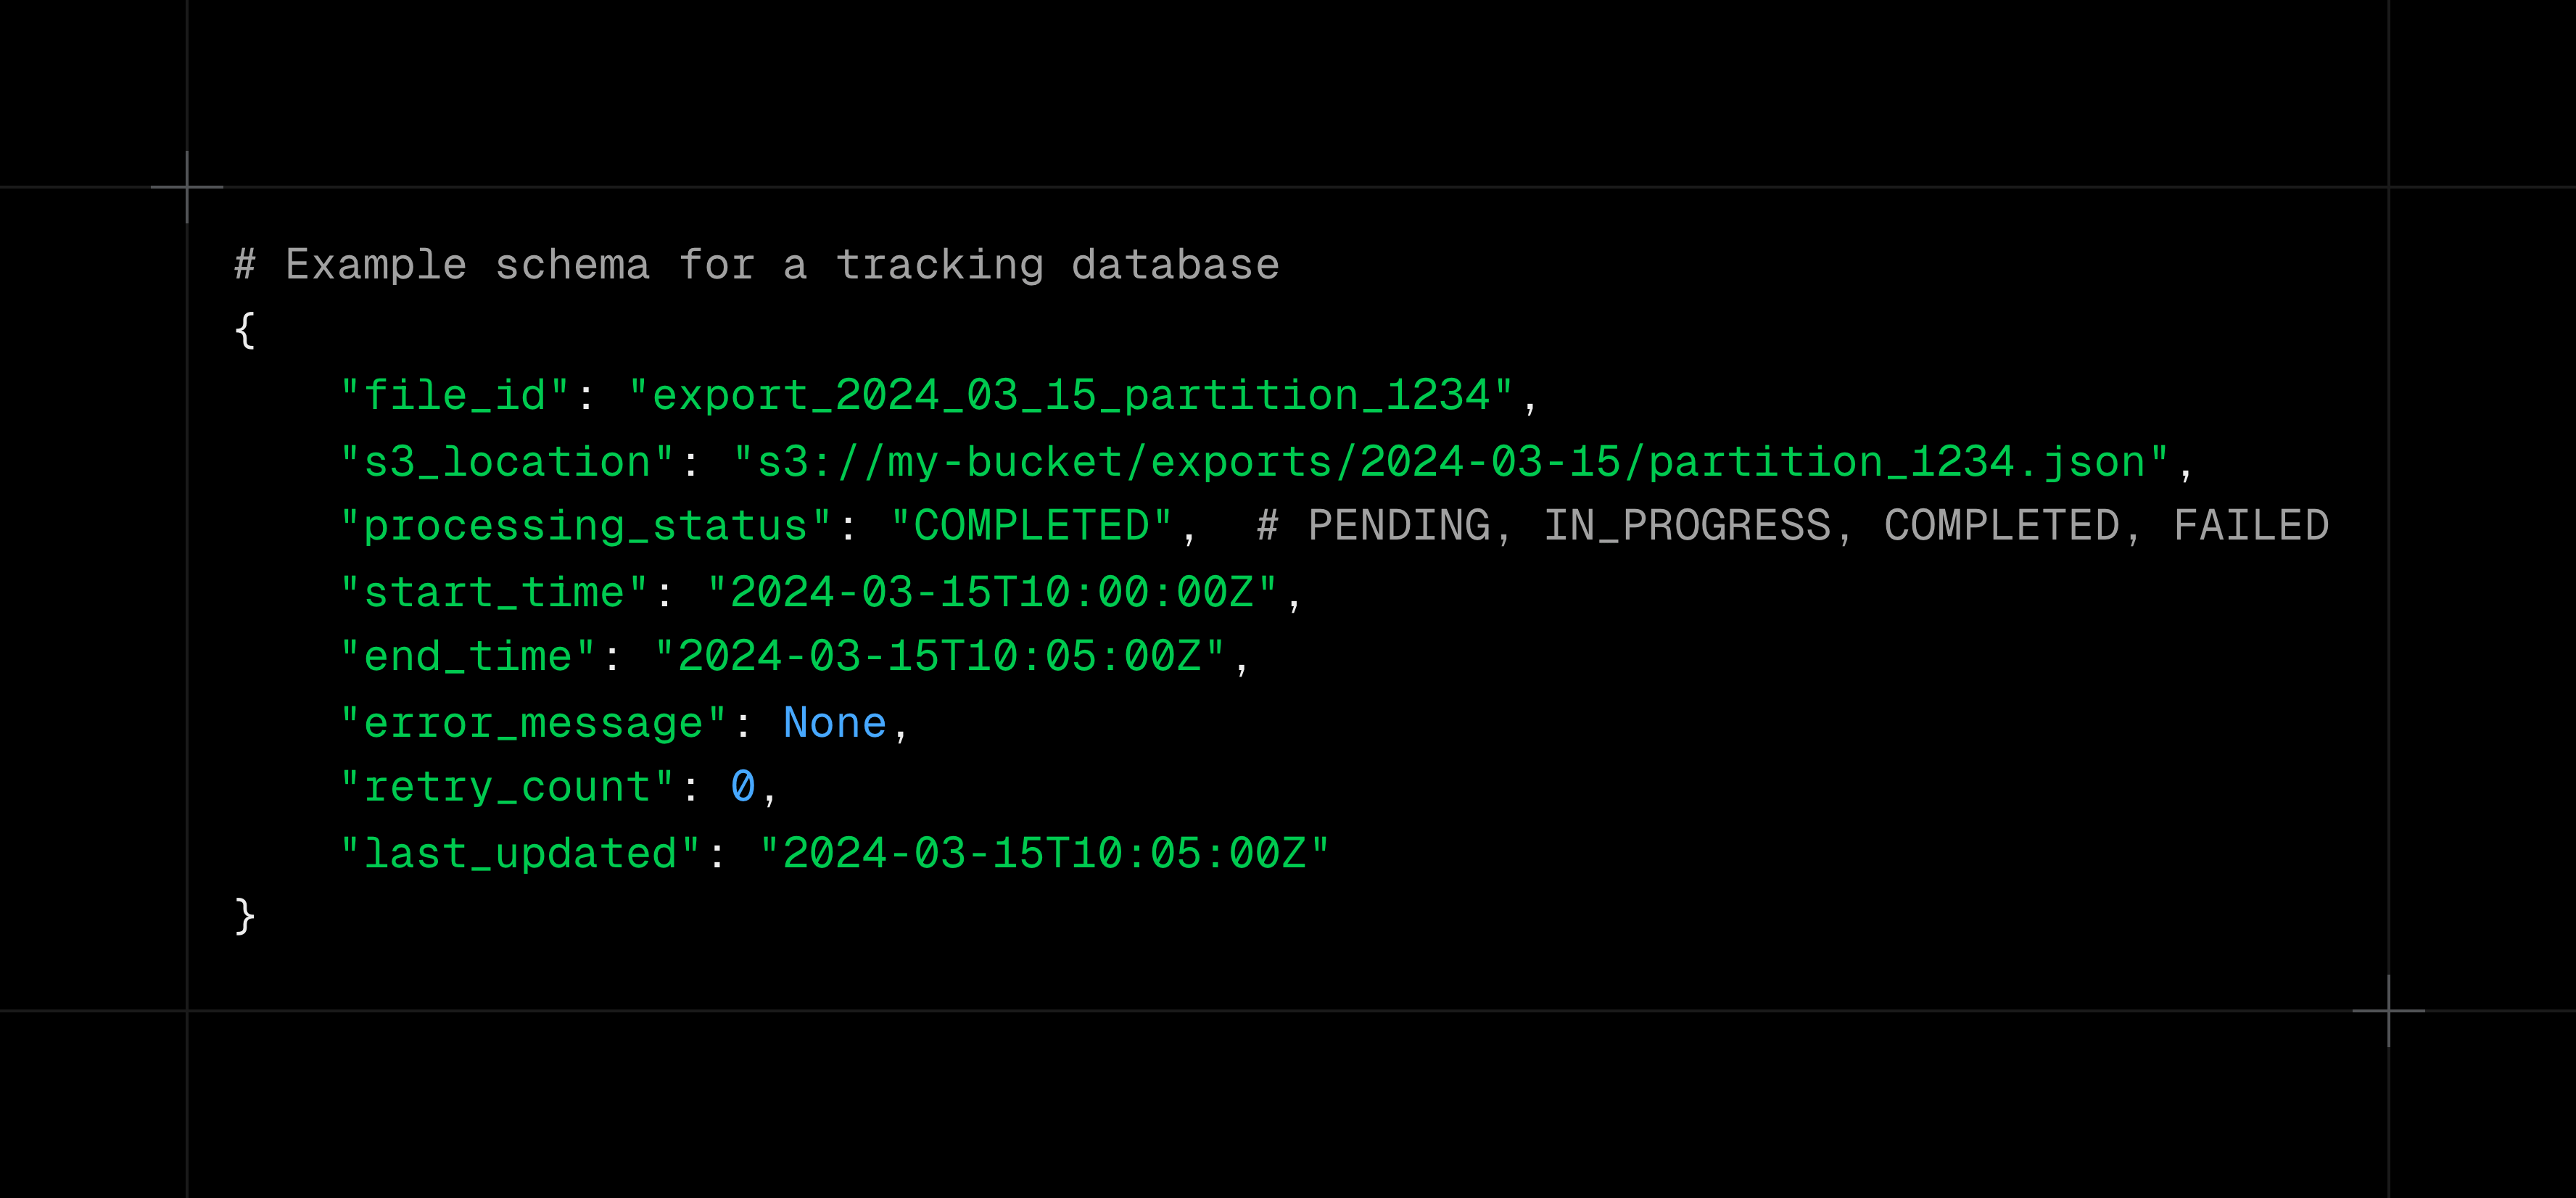 # Example schema for a tracking database
{
    "file_id": "export_2024_03_15_partition_1234",
    "s3_location": "s3://my-bucket/exports/2024-03-15/partition_1234.json",
    "processing_status": "COMPLETED",  # PENDING, IN_PROGRESS, COMPLETED, FAILED
    "start_time": "2024-03-15T10:00:00Z",
    "end_time": "2024-03-15T10:05:00Z",
    "error_message": None,
    "retry_count": 0,
    "last_updated": "2024-03-15T10:05:00Z"
}